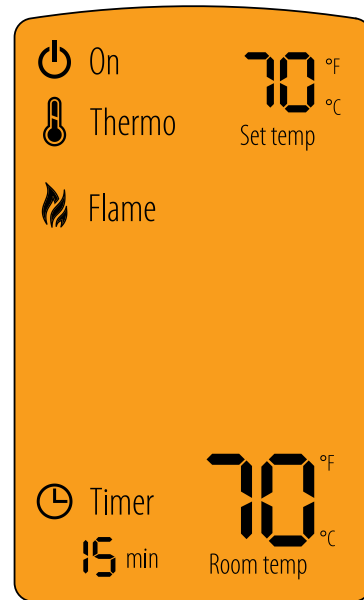 On
70 °F
°C
Thermo
Set temp
Flame
70 °F
°C
Timer
15 min
Room temp